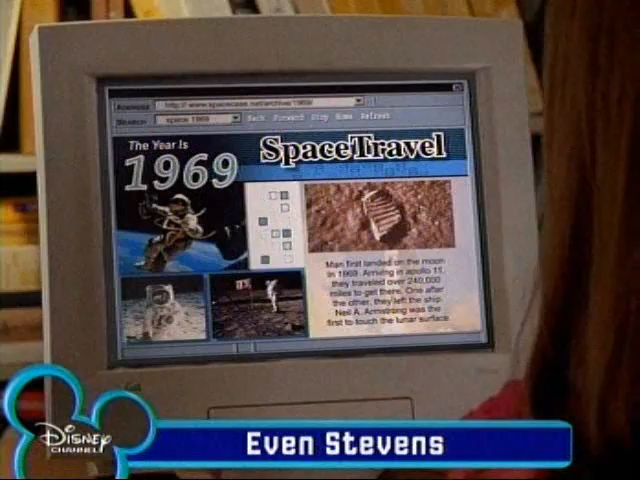 ADDRESS http://www.spacecase.net/archive/1969/
SEARCH space 1969 Back Forward Stop Home Refresh
The Year Is
1969
SpaceTravel
Man first landed on the moon
in 1969. Arriving in apollo 11,
they traveled over 240,000
miles to get there. One after
the other, they left the ship.
Neil A. Armstrong was the
first to touch the lunar surface
Disney
CHANNEL
Even Stevens